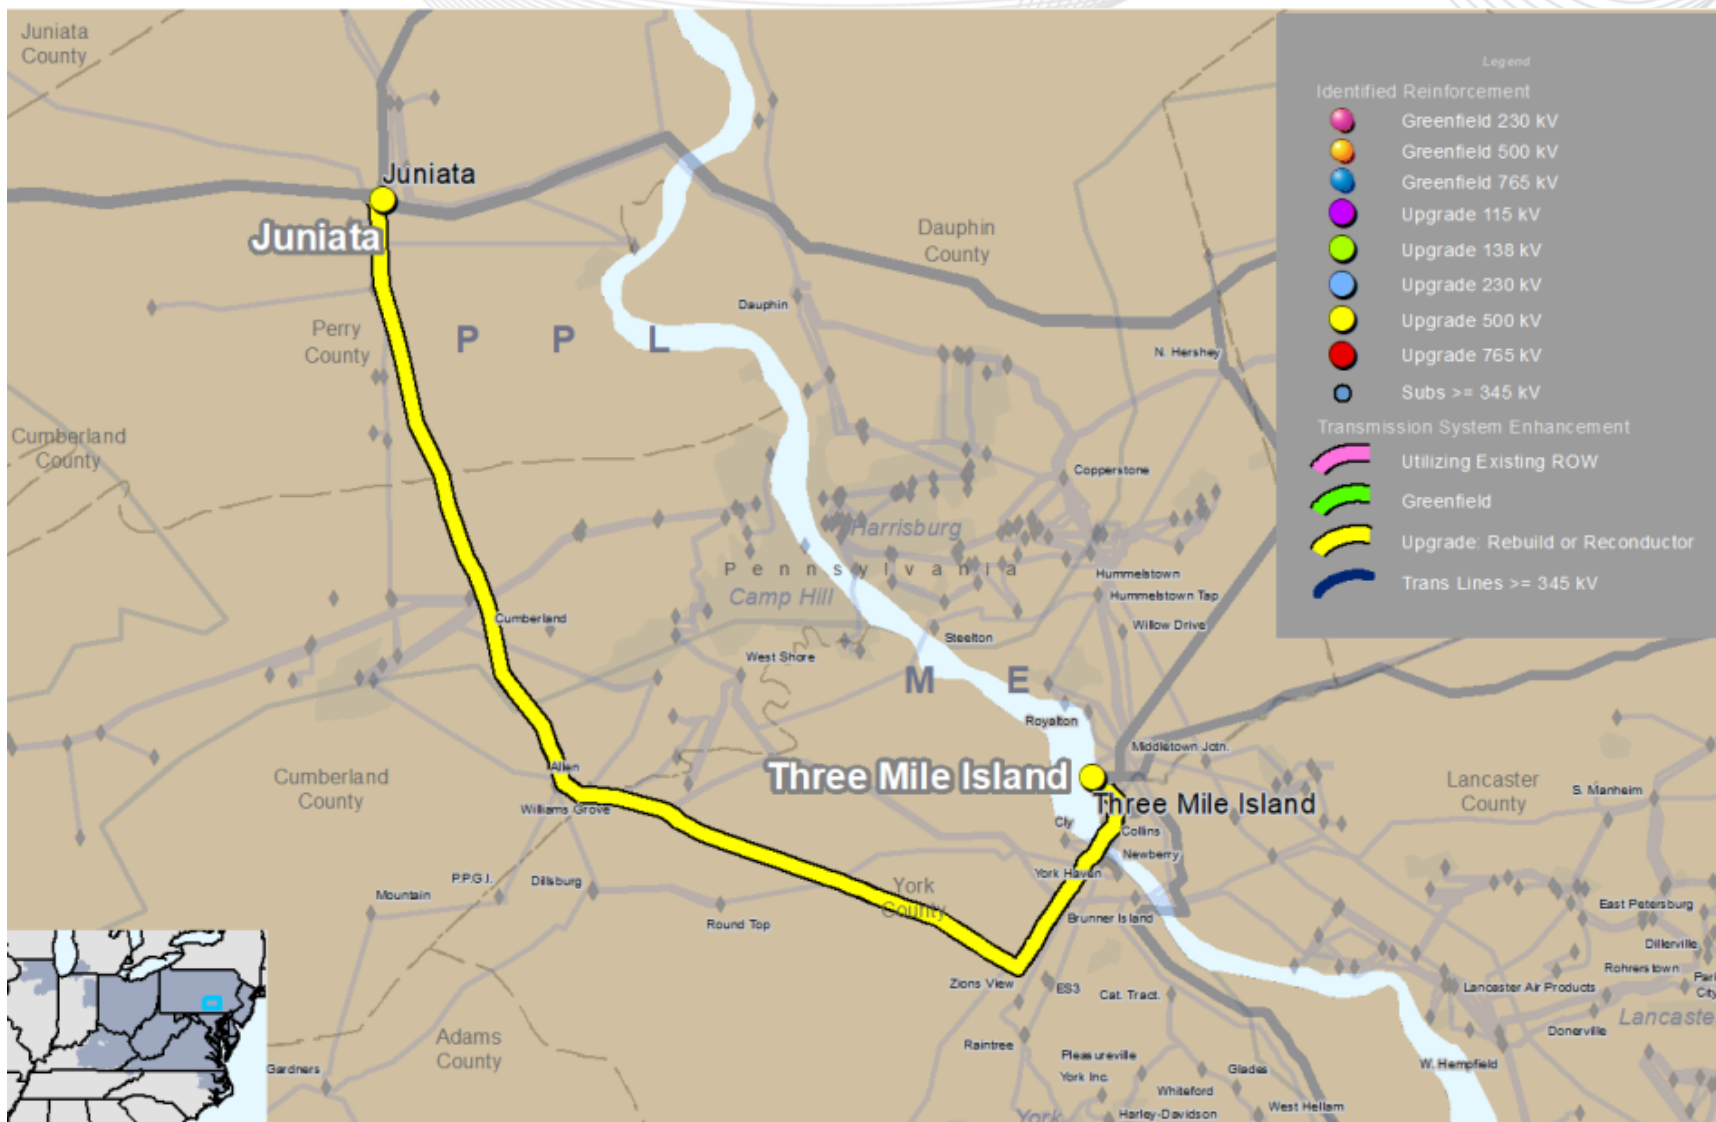 Juniata
County
Juniata
Juniata
Dauphin
County
Dauphin
Perry
County
P P L
N. Hershey
Cumberland
County
Copperstone
Harrisburg
Pennsylvania
Camp Hill
Hummelstown
Hummelstown Tap
Cumberland
Willow Drive
Steelton
West Shore
M E
Royalton
Middletown Jctn.
Allen
Three Mile Island
Three Mile Island
Cumberland
County
Williams Grove
Lancaster
County
S. Manheim
Cly
Collins
Newberry
York Haven
P.P.G.I.
Dillsburg
Mountain
York
County
Round Top
Brunner Island
East Petersburg
Dillerville
Rohrerstown
Par
City
Zions View
ES3
Cat. Tract.
Lancaster Air Products
Lancaste
Donerville
Adams
County
Raintree
Gardners
Pleasureville
York Inc.
Glades
W. Hempfield
Whiteford
York
Harley-Davidson
West Hellam
Legend
Identified Reinforcement
Greenfield 230 kV
Greenfield 500 kV
Greenfield 765 kV
Upgrade 115 kV
Upgrade 138 kV
Upgrade 230 kV
Upgrade 500 kV
Upgrade 765 kV
Subs >= 345 kV
Transmission System Enhancement
Utilizing Existing ROW
Greenfield
Upgrade: Rebuild or Reconductor
Trans Lines >= 345 kV